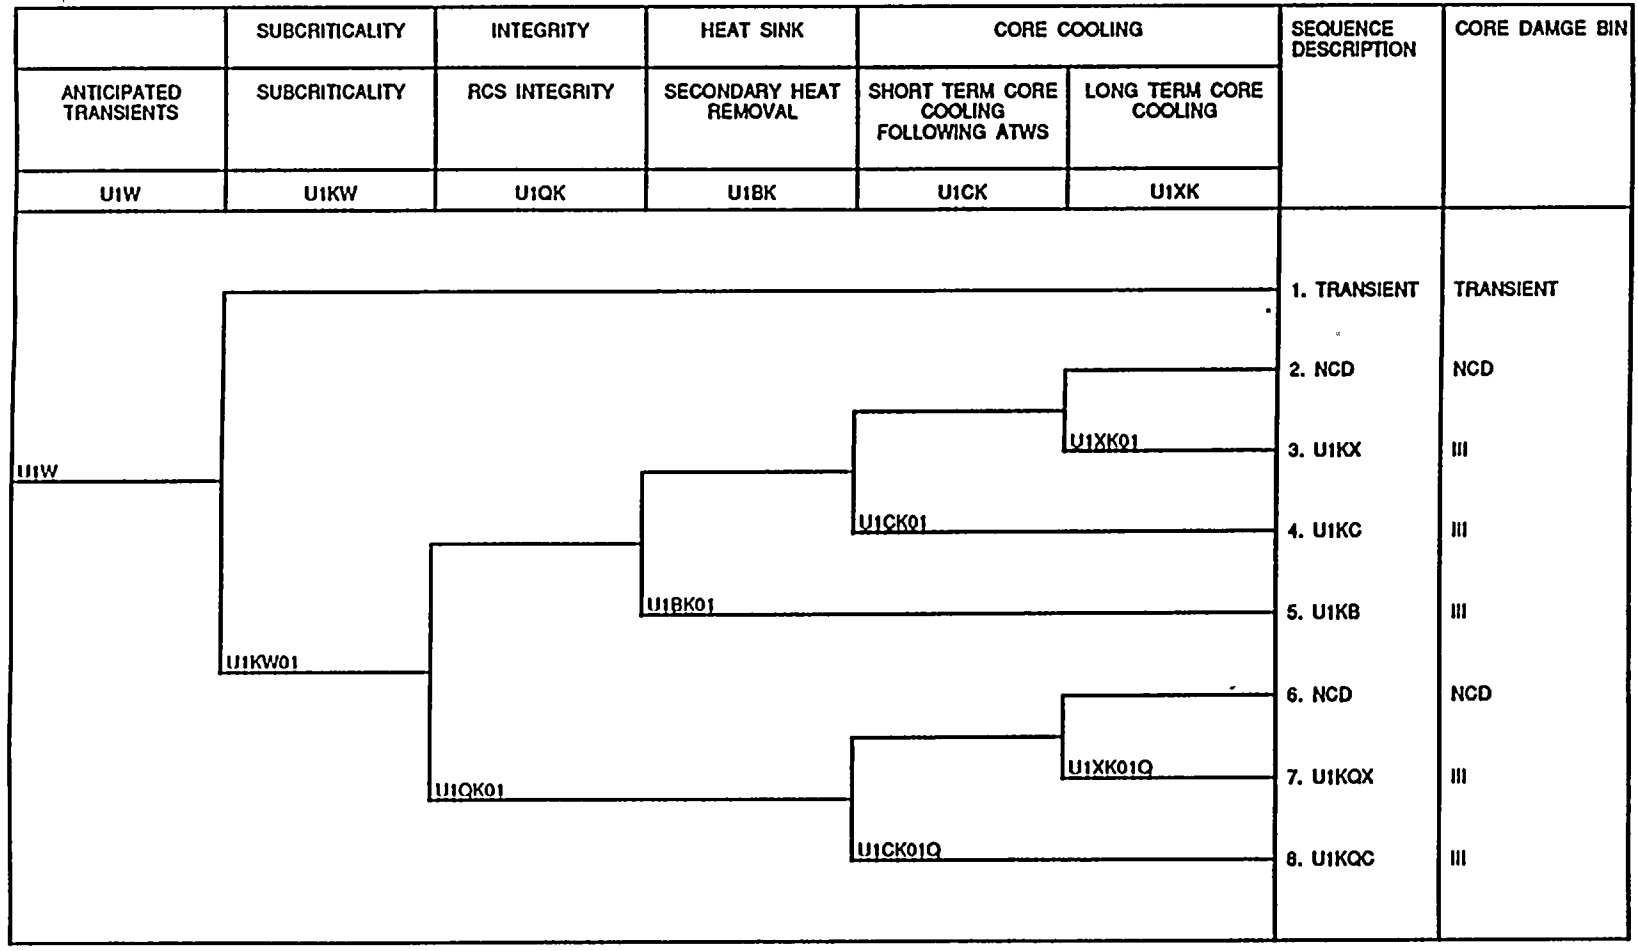 SUBCRITICALITY INTEGRITY HEAT SINK CORE COOLING SEQUENCE DESCRIPTION CORE DAMGE BIN
ANTICIPATED TRANSIENTS
SUBCRITICALITY
RCS INTEGRITY
SECONDARY HEAT REMOVAL
SHORT TERM CORE COOLING FOLLOWING ATWS
LONG TERM CORE COOLING
U1W U1KW U1QK U1BK U1CK U1XK
1. TRANSIENT TRANSIENT
2. NCD NCD
U1XK01 3. U1KX III
U1W
U1CK01 4. U1KC III
U1BK01 5. U1KB III
U1KW01
6. NCD NCD
U1XK01Q 7. U1KQX III
U1QK01
U1CK01Q 8. U1KQC III